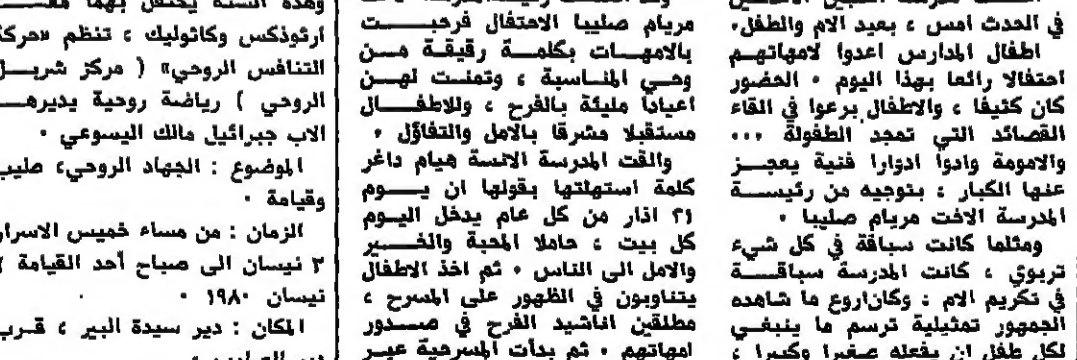 في الحدث امس ، بعيد الام والطفل.
اطفال المدارس اعدوا لامهاتهم
احتفالا رائعا بهذا اليوم . الحضور
كان كثيفا ، والاطفال برعوا في القاء
القصائد التي تمجد الطفولة ...
والامومة وادوا ادوارا فنية يعجز
عنها الكبار ، بتوجيه من رئيسة
المدرسة الاخت مريام صليبا .
ومثلما كانت سباقة في كل شيء
تربوي ، كانت المدرسة سباقة
في تكريم الام ، وكان اروع ما شاهده
الجمهور تمثيلية ترسم ما ينبغي
لكل طفل ان يفعله صغيرا وكبيرا ،
مريام صليبا الاحتفال فرحبت
بالامهات بكلمة رقيقة من
وحي المناسبة ، وتمنت لهن
اعيادا مليئة بالفرح ، وللاطفال
مستقبلا مشرقا بالامل والتفاؤل .
والقت المدرسة الانسة هيام داغر
كلمة استهلتها بقولها ان يوم
٢١ اذار من كل عام يدخل اليوم
كل بيت ، حاملا المحبة والخير
والامل الى الناس . ثم اخذ الاطفال
يتناوبون في الظهور على المسرح ،
مطلقين اناشيد الفرح في صدور
امهاتهم . ثم بدأت المسرحية عبر
وهذه السنة يحتفل بهما
ارثوذكس وكاثوليك ، تنظم «حركة
التنافس الروحي» ( مركز شربل
الروحي ) رياضة روحية يديرها
الاب جبرائيل مالك اليسوعي .
الموضوع : الجهاد الروحي، صليب
وقيامة .
الزمان : من مساء خميس الاسرار
٣ نيسان الى صباح أحد القيامة
نيسان ١٩٨٠ .
المكان : دير سيدة البير ، قرب